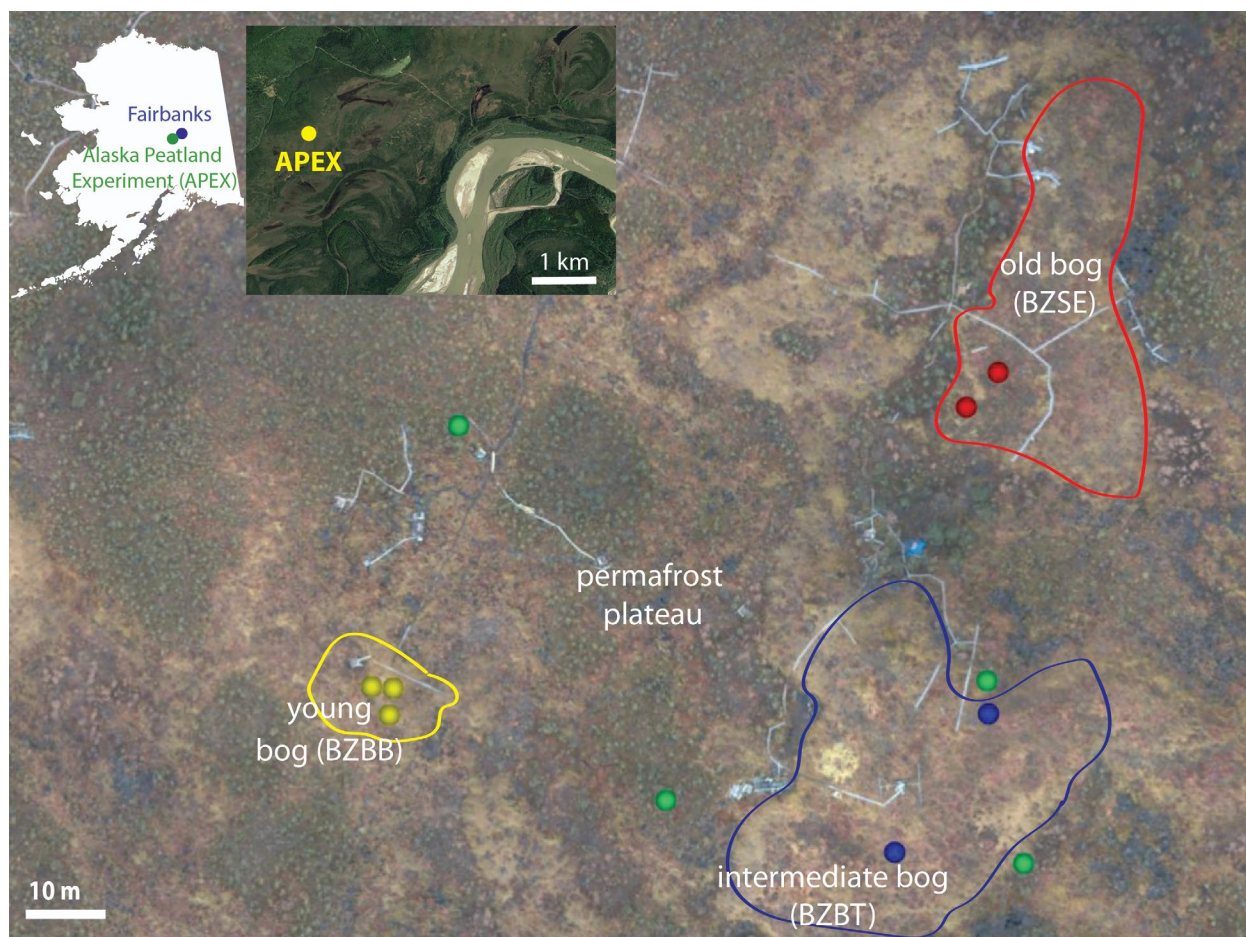 Fairbanks
Alaska Peatland
Experiment (APEX)
APEX
1 km
old bog
(BZSE)
permafrost
plateau
young
bog (BZBB)
intermediate bog
(BZBT)
10 m